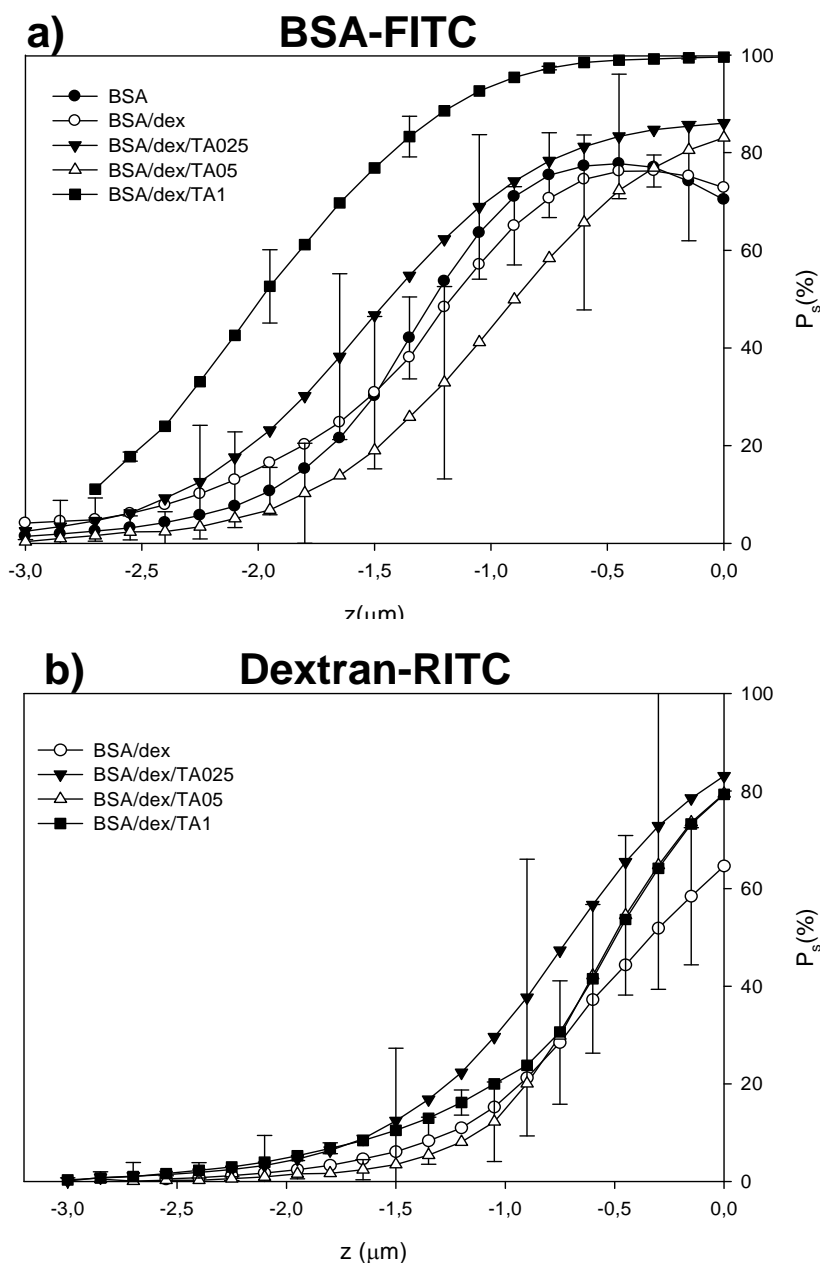 a) BSA-FITC
BSA
BSA/dex
BSA/dex/TA025
BSA/dex/TA05
BSA/dex/TA1
100
80
60
40
20
0
P_s(%)
-3,0 -2,5 -2,0 -1,5 -1,0 -0,5 0,0
z(μm)
b) Dextran-RITC
BSA/dex
BSA/dex/TA025
BSA/dex/TA05
BSA/dex/TA1
100
80
60
40
20
0
P_s(%)
-3,0 -2,5 -2,0 -1,5 -1,0 -0,5 0,0
z (μm)